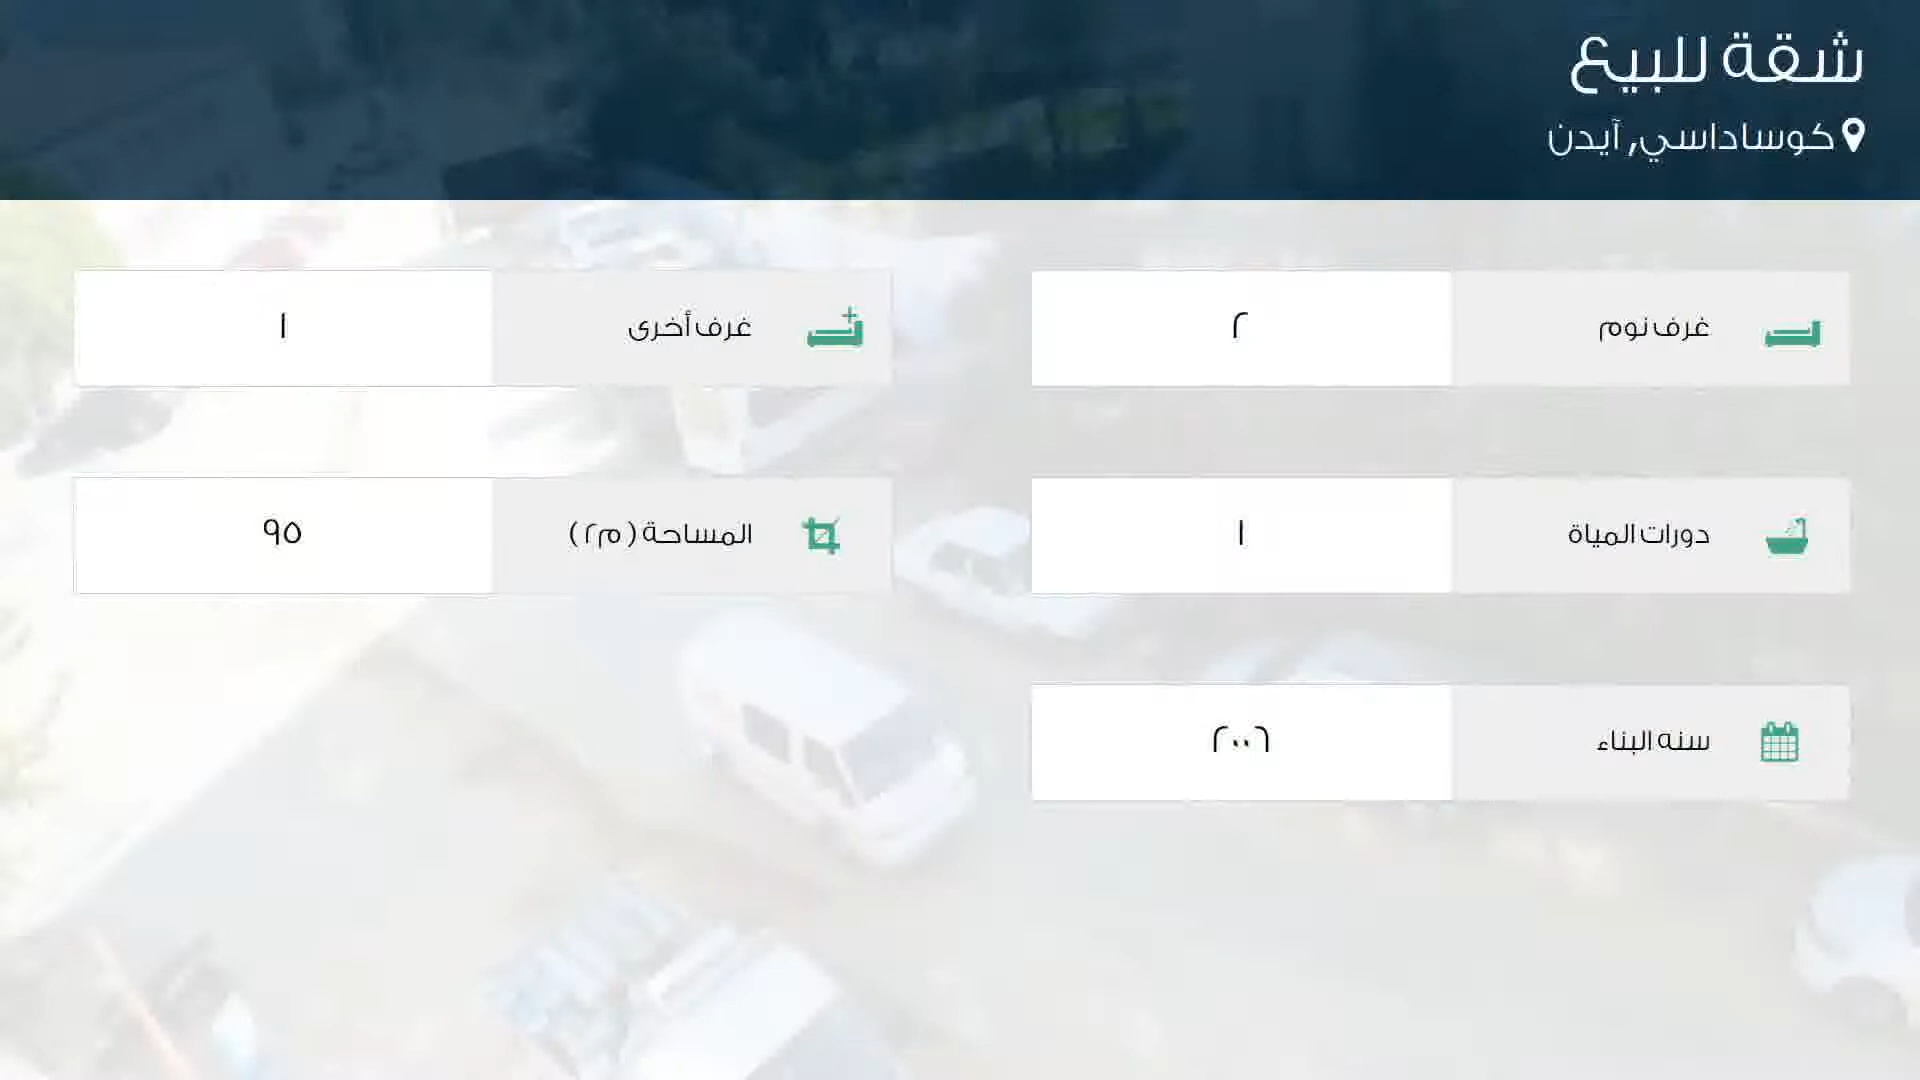 شقة للبيع
كوساداسي, آيدن
غرف نوم
٢
غرف أخرى
١
دورات المياة
١
المساحة (م٢)
٩٥
سنه البناء
٢٠٠٦